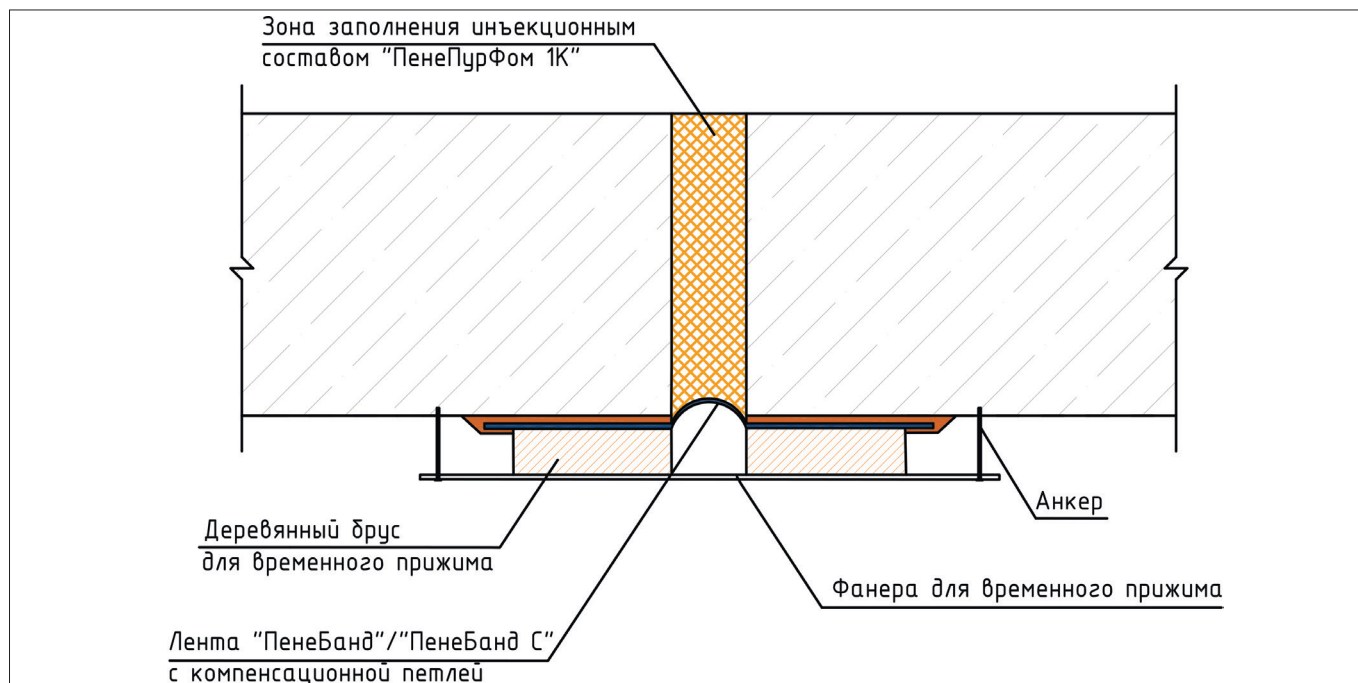 Зона заполнения инъекционным
составом "ПенеПурФом 1К"
Анкер
Деревянный брус
для временного прижима
Фанера для временного прижима
Лента "ПенеБанд"/"ПенеБанд С"
с компенсационной петлей